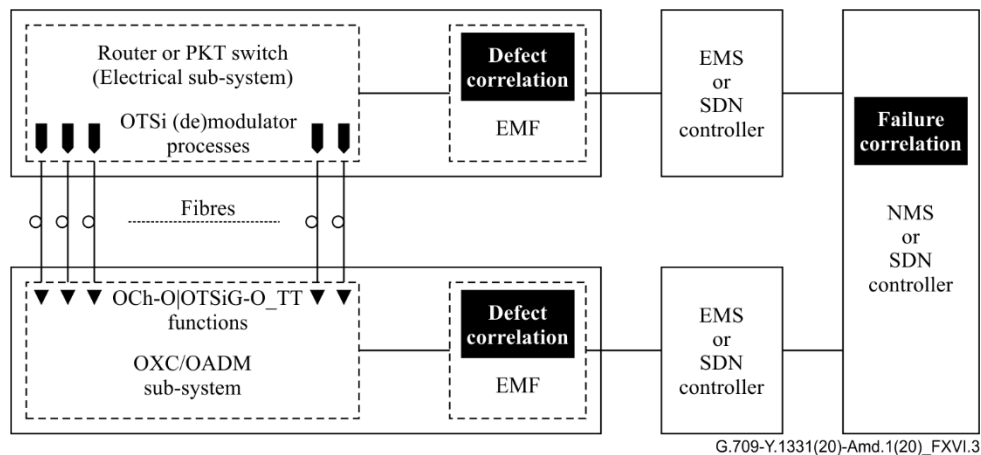 Router or PKT switch
(Electrical sub-system)
OTSi (de)modulator
processes
Defect
correlation
EMF
EMS
or
SDN
controller
Failure
correlation
NMS
or
SDN
controller
Fibres
OCh-O|OTSiG-O_TT
functions
OXC/OADM
sub-system
Defect
correlation
EMF
EMS
or
SDN
controller
G.709-Y.1331(20)-Amd.1(20)_FXVI.3